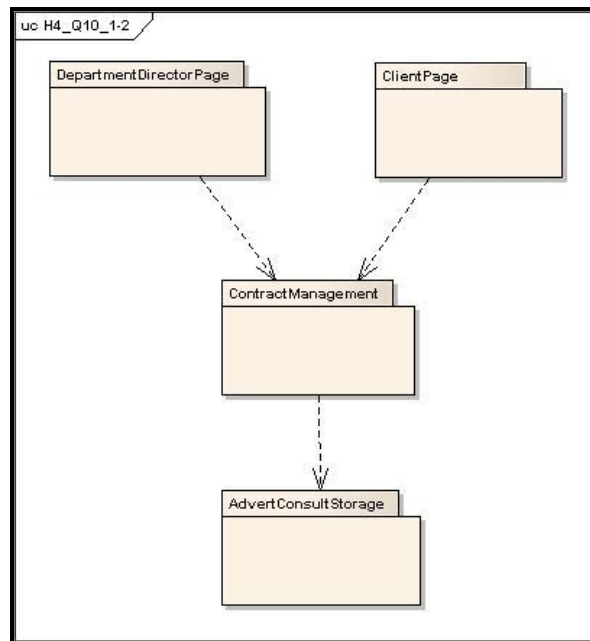 uc H4_Q10_1-2
DepartmentDirectorPage
ClientPage
ContractManagement
AdvertConsultStorage